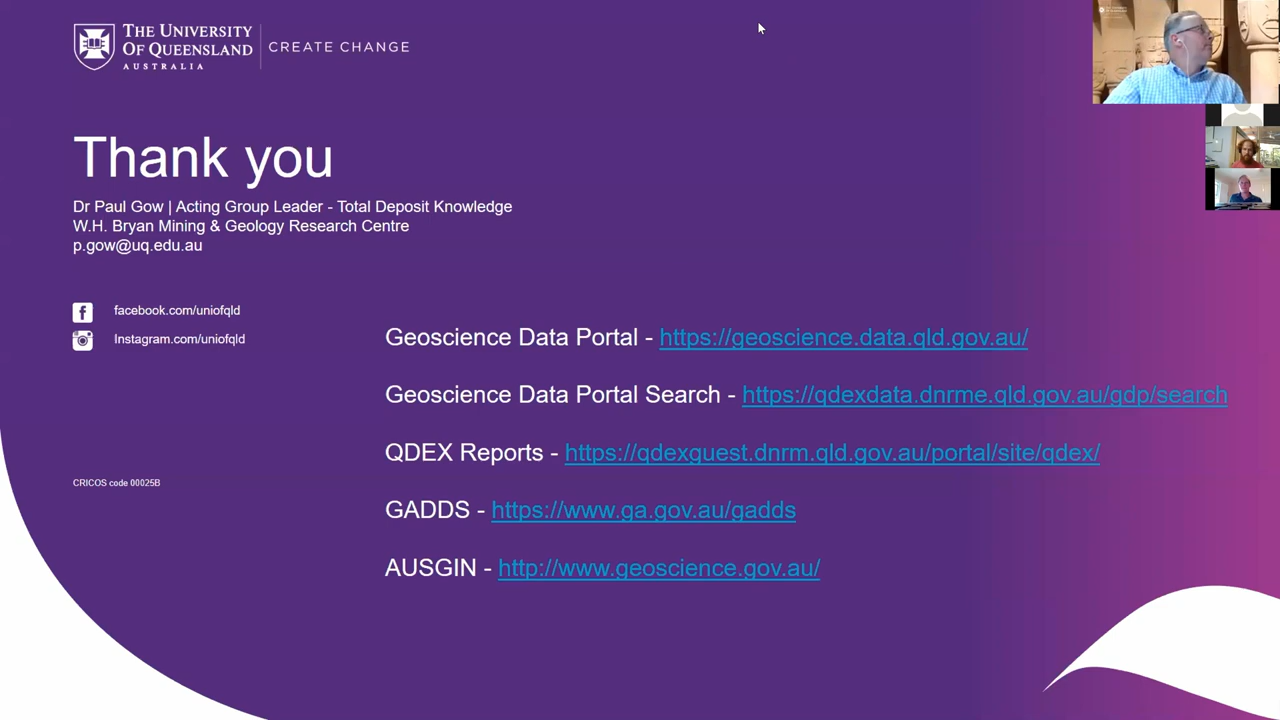 THE UNIVERSITY
OF QUEENSLAND
AUSTRALIA
CREATE CHANGE
Thank you
Dr Paul Gow | Acting Group Leader - Total Deposit Knowledge
W.H. Bryan Mining & Geology Research Centre
p.gow@uq.edu.au
facebook.com/uniofqld
Instagram.com/uniofqld
Geoscience Data Portal - https://geoscience.data.qld.gov.au/
Geoscience Data Portal Search - https://qdexdata.dnrme.qld.gov.au/gdp/search
QDEX Reports - https://qdexguest.dnrm.qld.gov.au/portal/site/qdex/
CRICOS code 00025B
GADDS - https://www.ga.gov.au/gadds
AUSGIN - http://www.geoscience.gov.au/